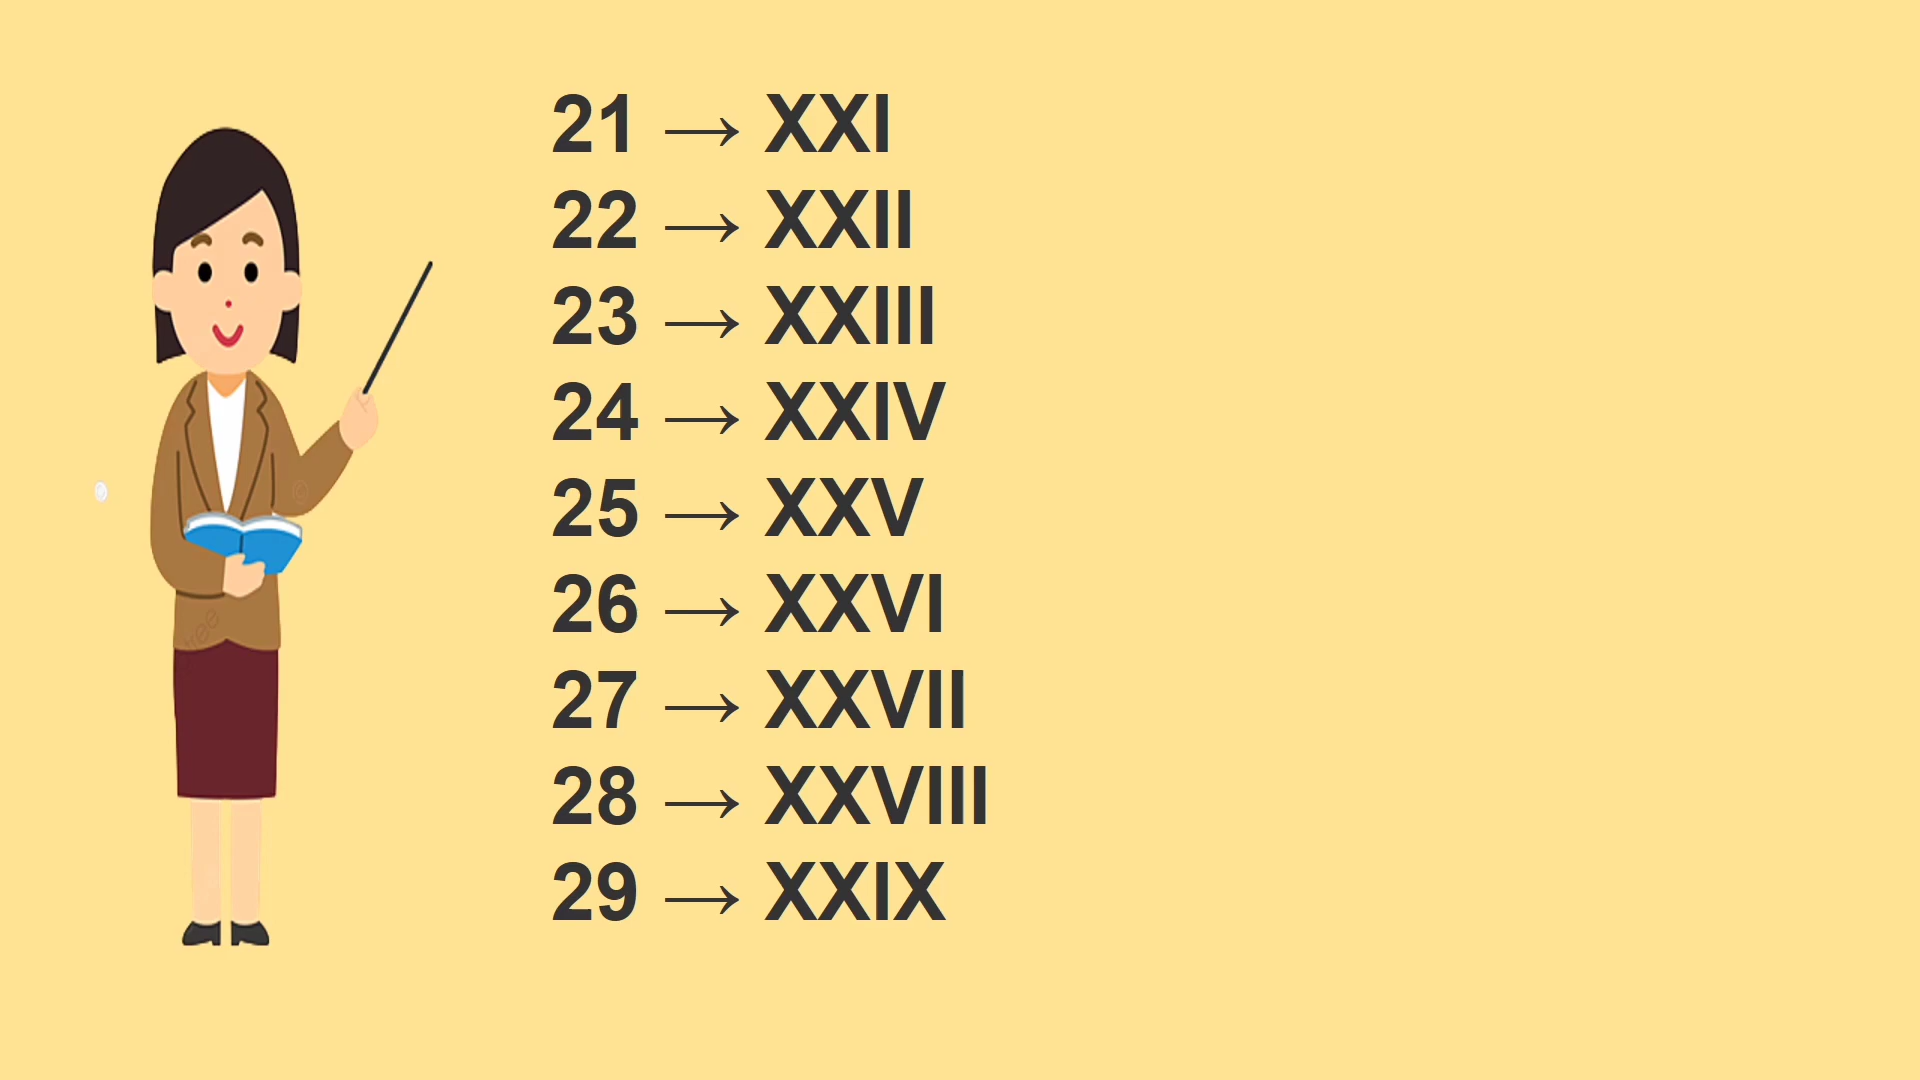 21 → XXI
22 → XXII
23 → XXIII
24 → XXIV
25 → XXV
26 → XXVI
27 → XXVII
28 → XXVIII
29 → XXIX